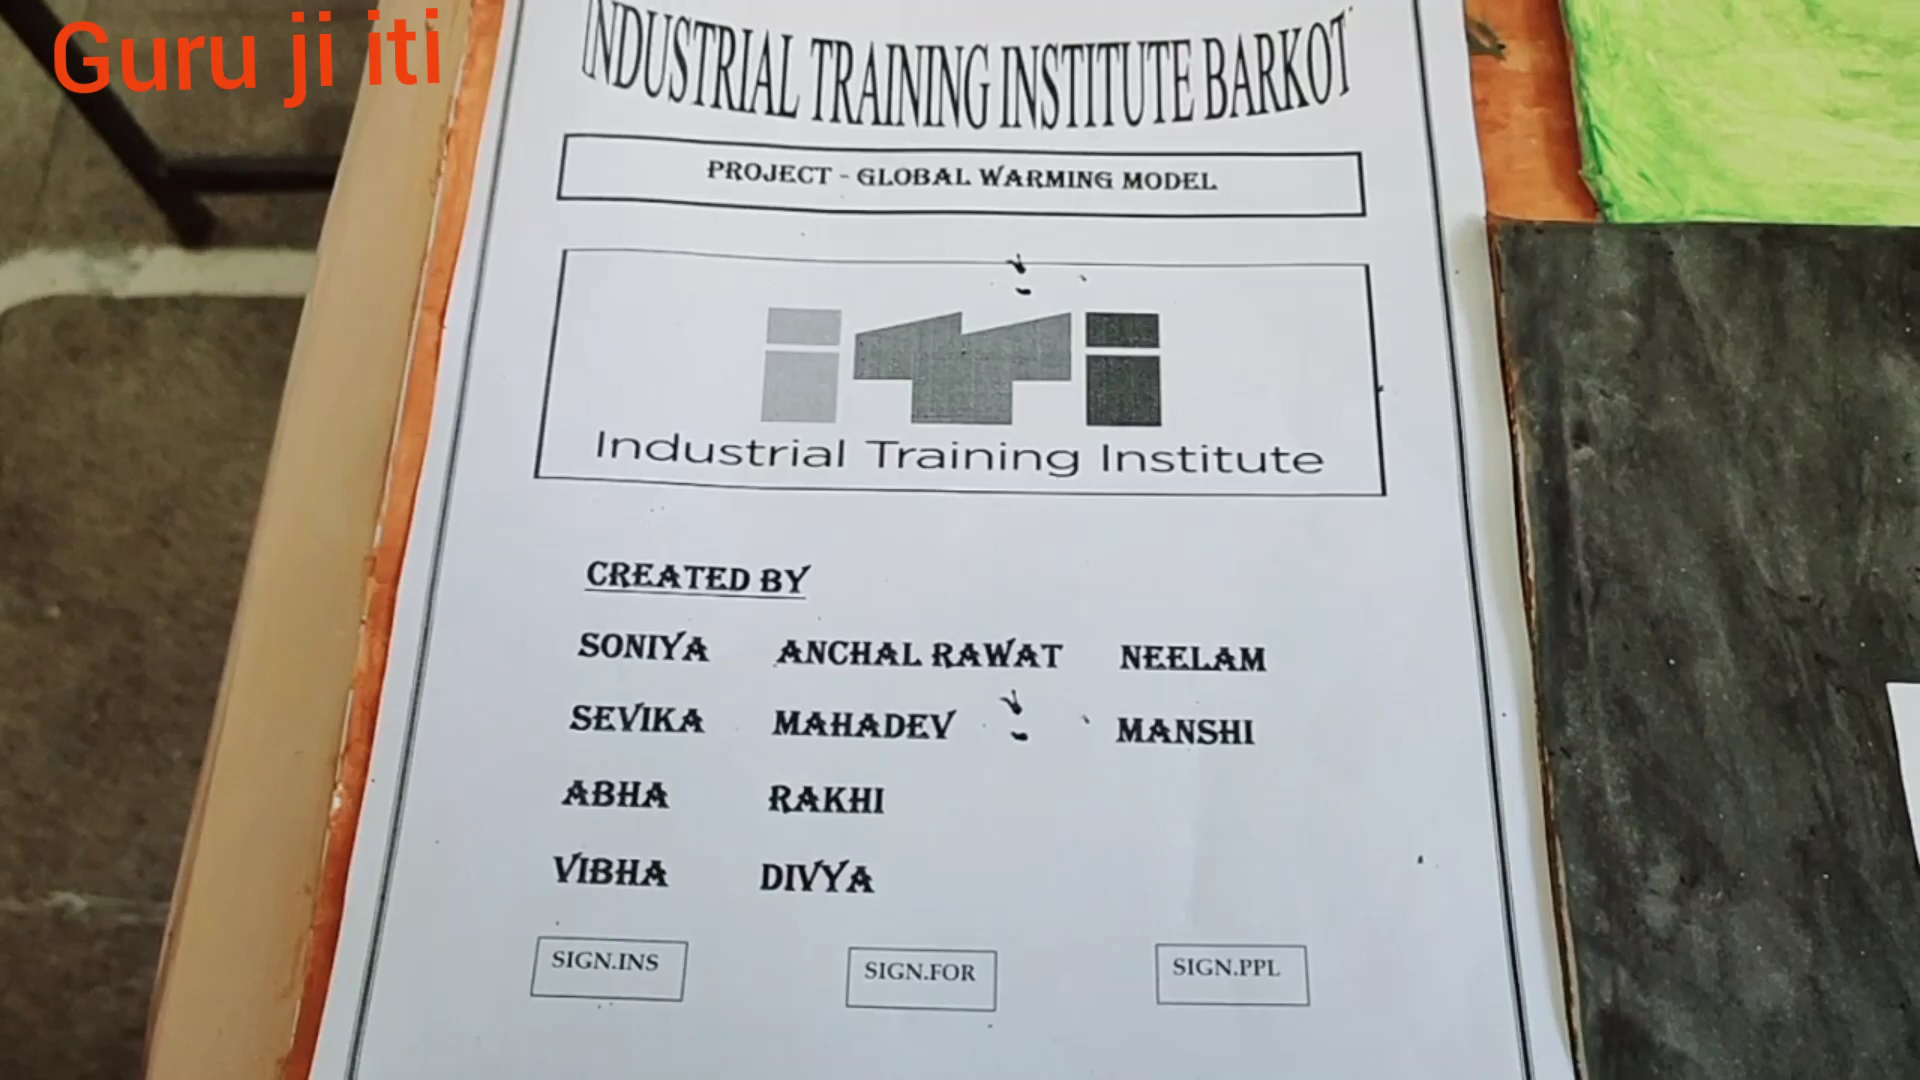 Guru ji iti
INDUSTRIAL TRAINING INSTITUTE BARKOT
PROJECT - GLOBAL WARMING MODEL
iti
Industrial Training Institute
CREATED BY
SONIYA ANCHAL RAWAT NEELAM
SEVIKA MAHADEV MANSHI
ABHA RAKHI
VIBHA DIVYA
SIGN.INS SIGN.FOR SIGN.PPL